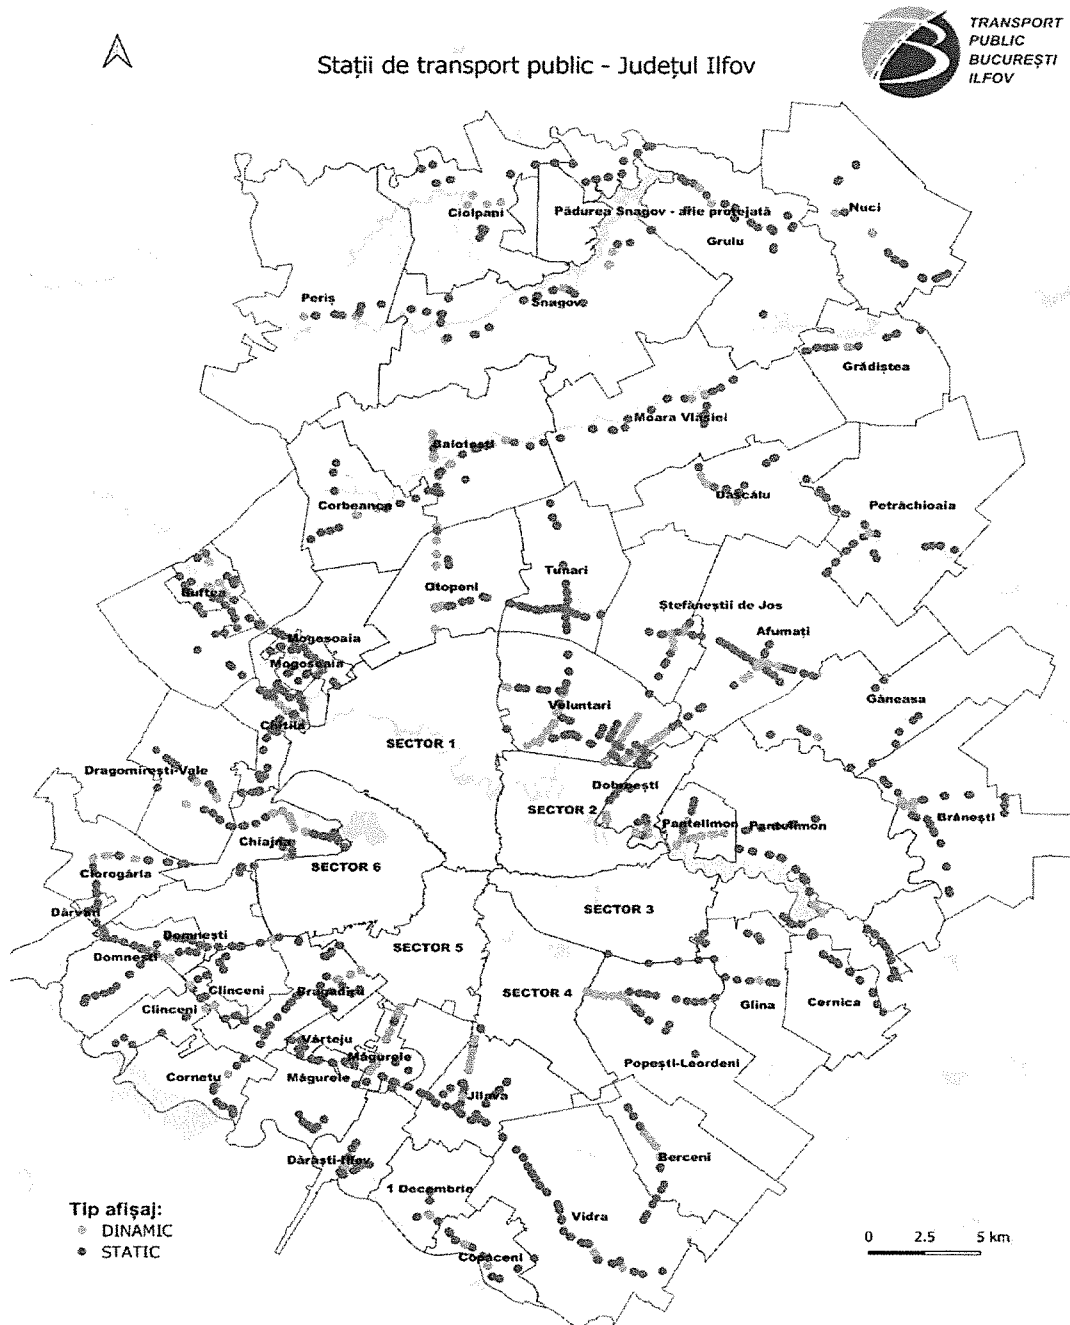 TRANSPORT
PUBLIC
BUCUREȘTI
ILFOV
Stații de transport public - Județul Ilfov
Ciolpani
Pădurea Snagov - arie protejată
Nuci
Grulu
Periș
Snagov
Grădiștea
Moara Vlăsiei
Balotești
Dascălu
Corbeanca
Petrăchioaia
Tunari
Otopeni
Buftea
Ștefăneștii de Jos
Afumați
Mogoșoaia
Mogoșoaia
Găneasa
Voluntari
Chitila
SECTOR 1
Dragomirești-Vale
Dobroești
SECTOR 2
Brănești
Pantelimon
Pantelimon
Chiajna
SECTOR 6
Ciorogârla
SECTOR 3
Dârvari
Domnești
SECTOR 5
Domnești
Clinceni
Bragadiru
SECTOR 4
Glina
Cernica
Clinceni
Vârteju
Măgurele
Popești-Leordeni
Cornetu
Măgurele
Jilava
Dărăști-Ilfov
Berceni
1 Decembrie
Vidra
Copăceni
Tip afișaj:
DINAMIC
STATIC
0 2.5 5 km